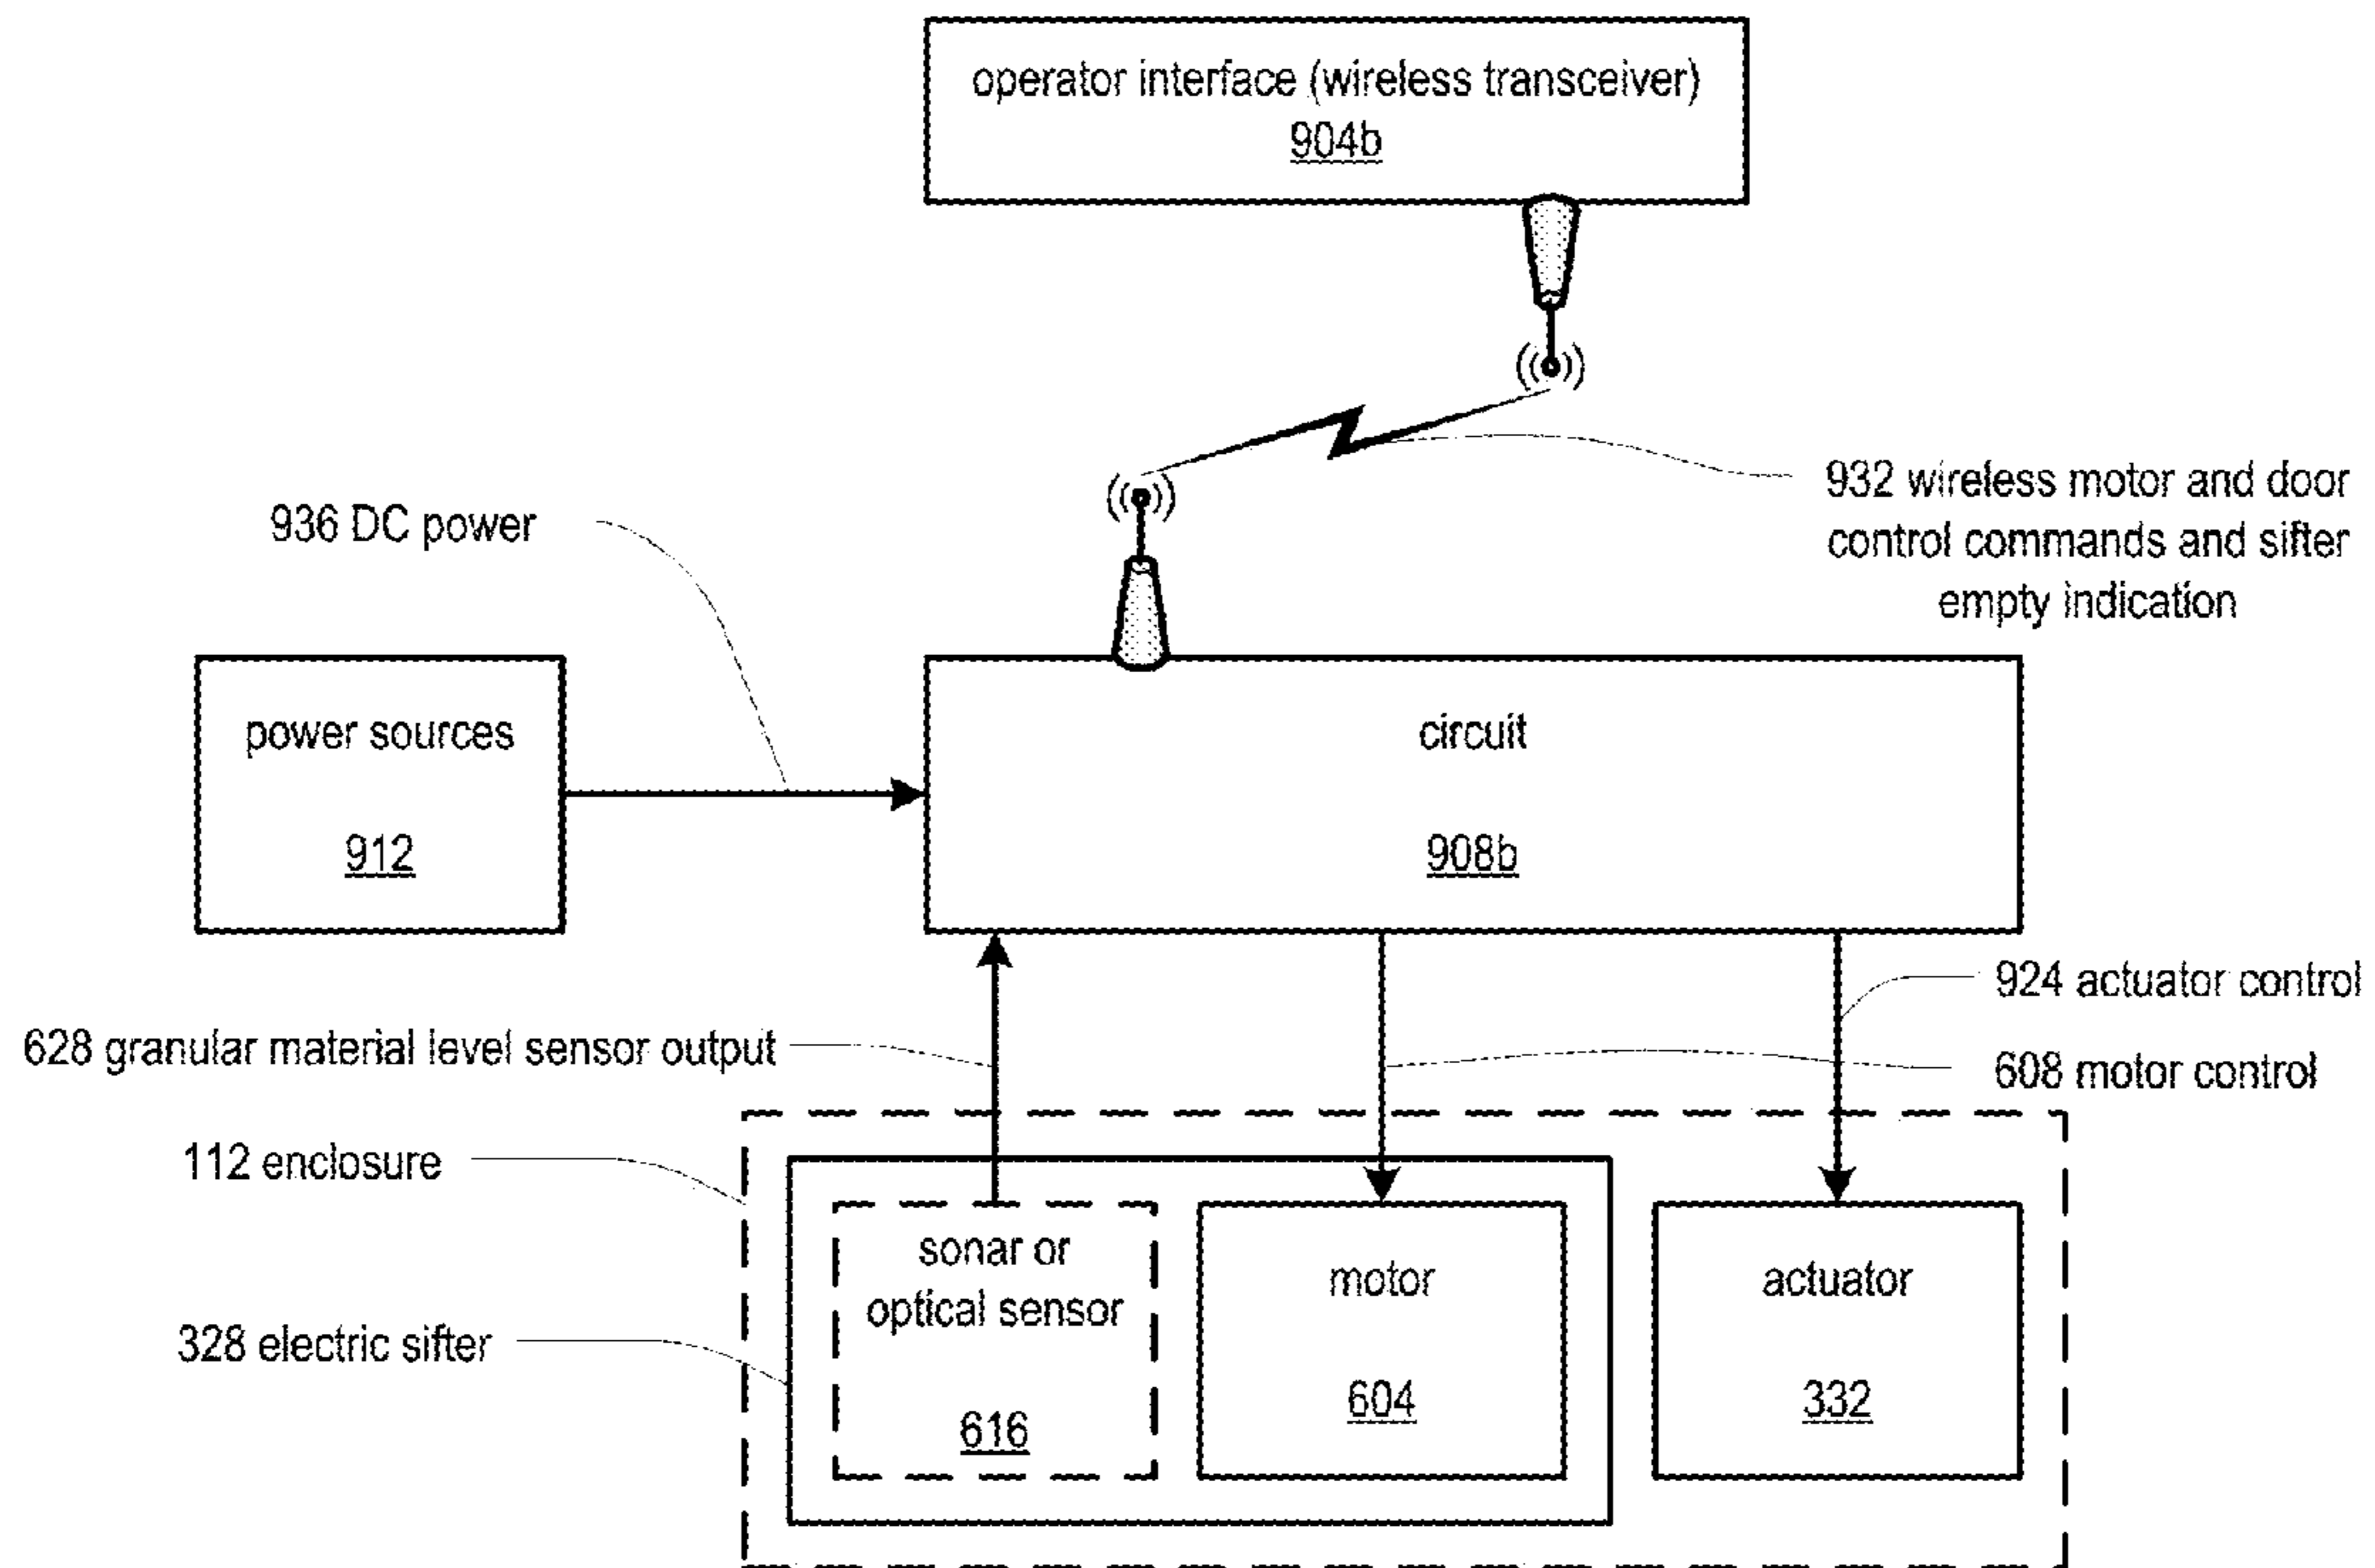 operator interface (wireless transceiver)
904b
932 wireless motor and door
control commands and sifter
empty indication
936 DC power
power sources
912
circuit
908b
924 actuator control
628 granular material level sensor output
608 motor control
112 enclosure
328 electric sifter
sonar or
optical sensor
616
motor
604
actuator
332